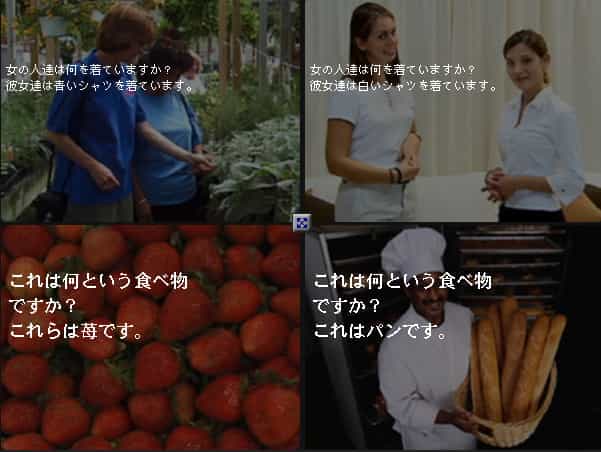 女の人達は何を着ていますか？
彼女達は青いシャツを着ています。
女の人達は何を着ていますか？
彼女達は白いシャツを着ています。
これは何という食べ物
ですか？
これらは苺です。
これは何という食べ物
ですか？
これはパンです。